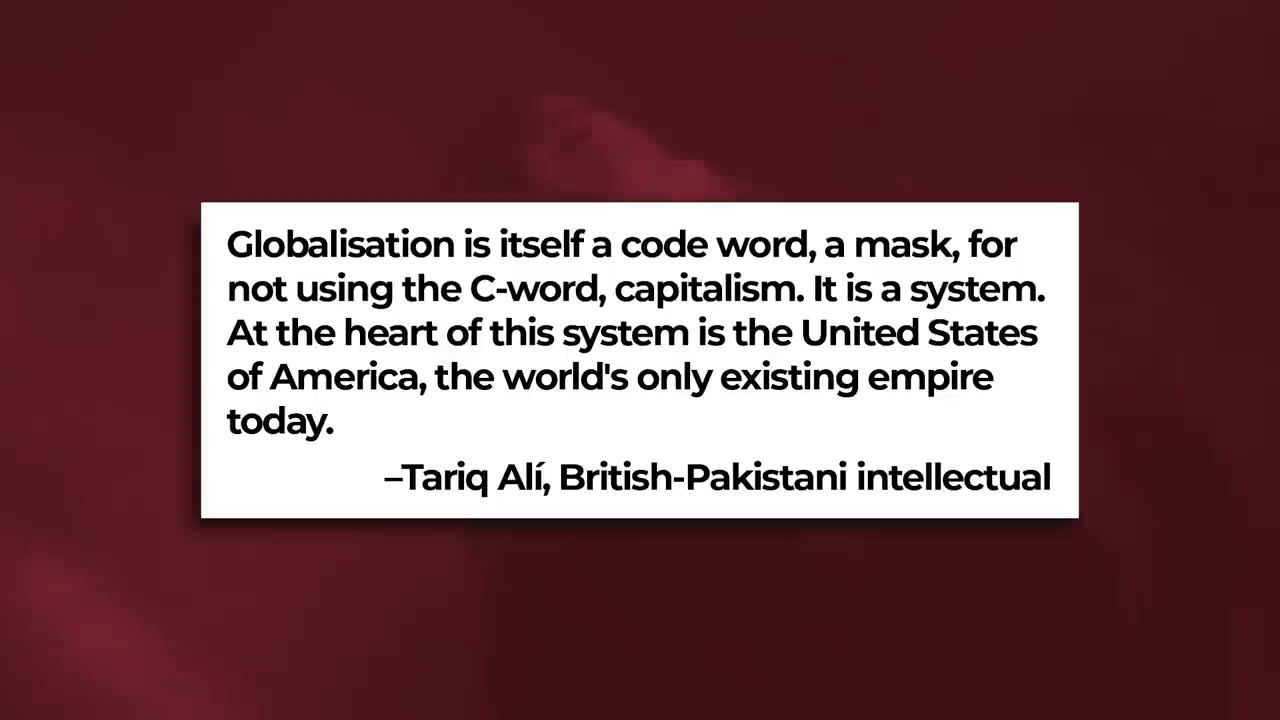 Globalisation is itself a code word, a mask, for
not using the C-word, capitalism. It is a system.
At the heart of this system is the United States
of America, the world's only existing empire
today.
–Tariq Alí, British-Pakistani intellectual